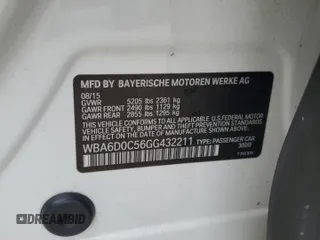 MFD BY BAYERISCHE MOTOREN WERKE AG
08/15
GVWR 5205 lbs 2361 kg
GAWR FRONT 2490 lbs 1129 kg
GAWR REAR 2855 lbs 1295 kg
THIS VEHICLE CONFORMS TO ALL APPLICABLE U.S. FEDERAL MOTOR
VEHICLE SAFETY, BUMPER, AND THEFT PREVENTION STANDARDS
IN EFFECT ON THE DATE OF MANUFACTURE SHOWN ABOVE.
WBA6D0C56GG432211 TYPE: PASSENGER CAR
AUTOBIDMASTER